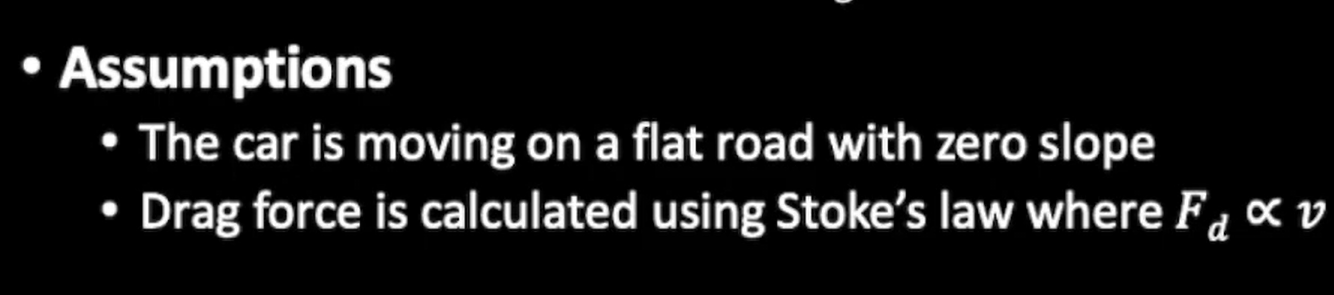 • Assumptions
• The car is moving on a flat road with zero slope
• Drag force is calculated using Stoke's law where F_d ∝ v